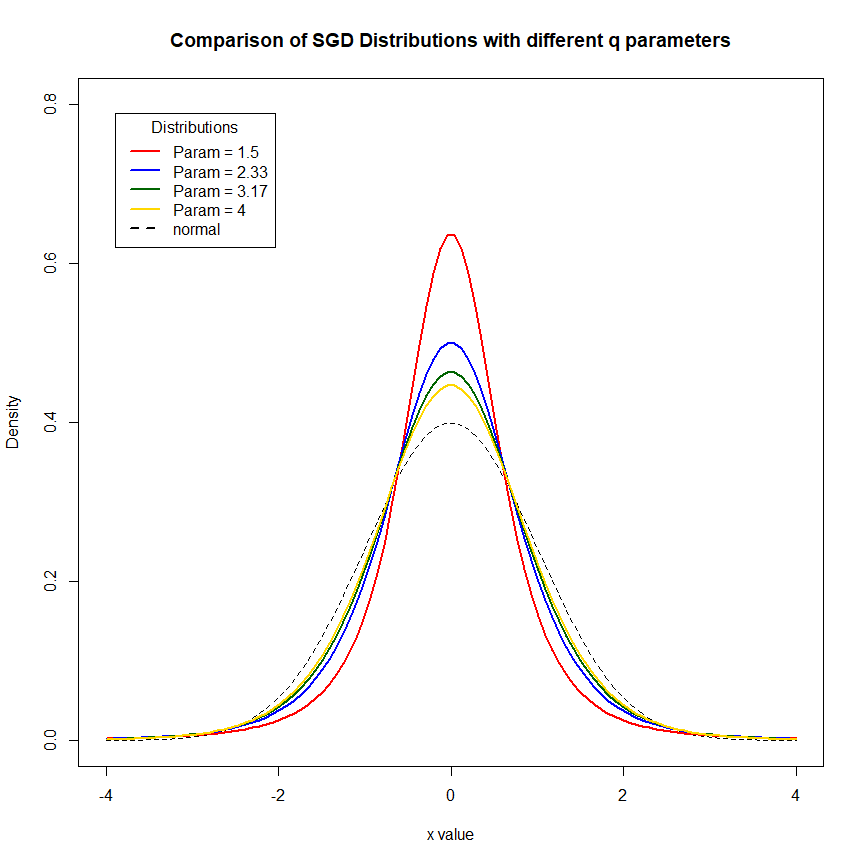 Comparison of SGD Distributions with different q parameters
Distributions
Param = 1.5
Param = 2.33
Param = 3.17
Param = 4
normal
Density
0.8
0.6
0.4
0.2
0.0
-4 -2 0 2 4
x value